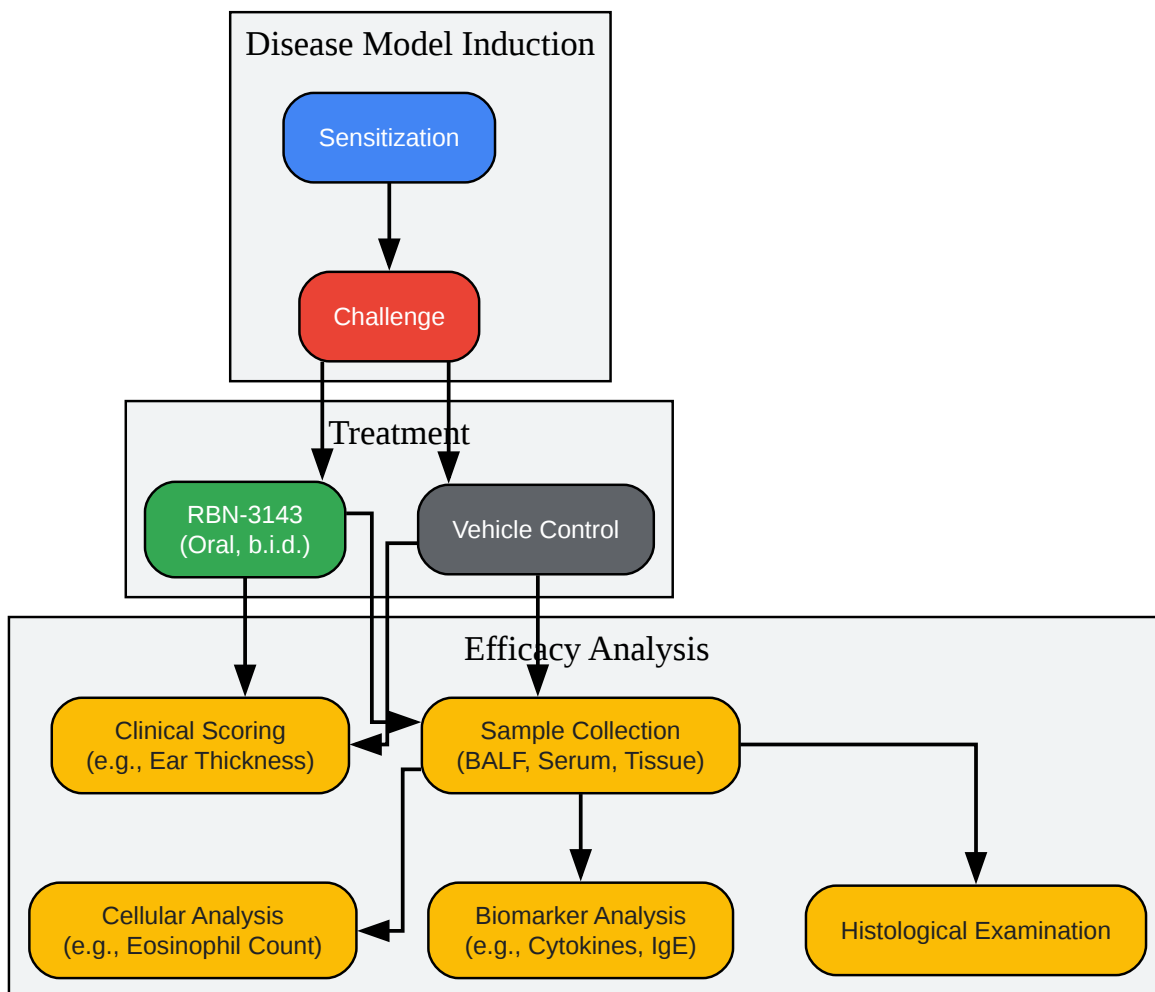 Disease Model Induction
Sensitization
Challenge
Treatment
RBN-3143
(Oral, b.i.d.)
Vehicle Control
Efficacy Analysis
Clinical Scoring
(e.g., Ear Thickness)
Sample Collection
(BALF, Serum, Tissue)
Cellular Analysis
(e.g., Eosinophil Count)
Biomarker Analysis
(e.g., Cytokines, IgE)
Histological Examination